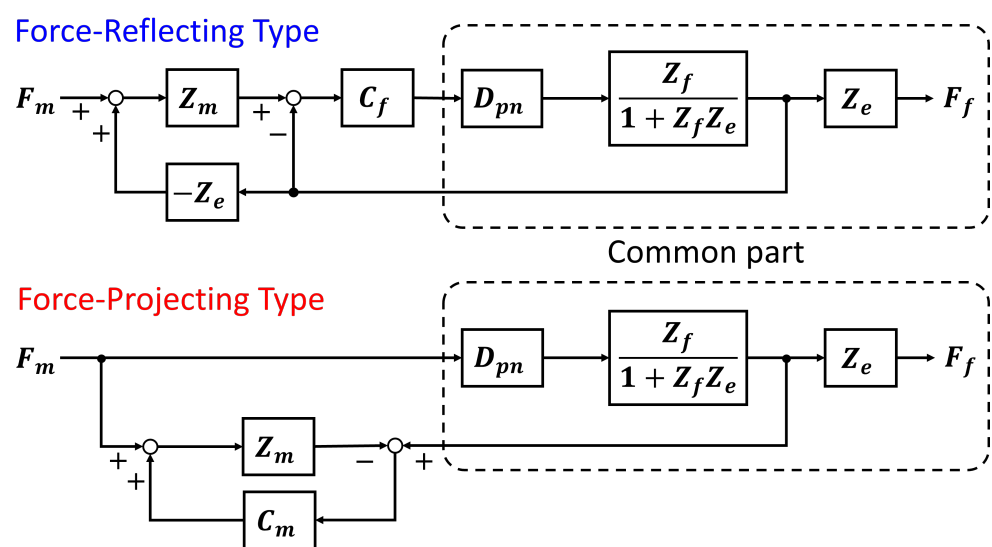 Force-Reflecting Type
F_m + + Z_m + − C_f D_pn Z_f / 1 + Z_f Z_e Z_e F_f
−Z_e
Common part
Force-Projecting Type
F_m D_pn Z_f / 1 + Z_f Z_e Z_e F_f
+ + Z_m − +
C_m